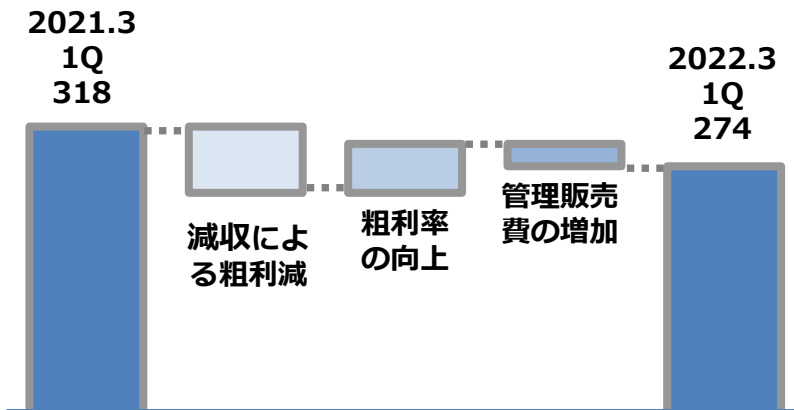 2021.3
1Q
318
減収によ
る粗利減
粗利率
の向上
管理販売
費の増加
2022.3
1Q
274